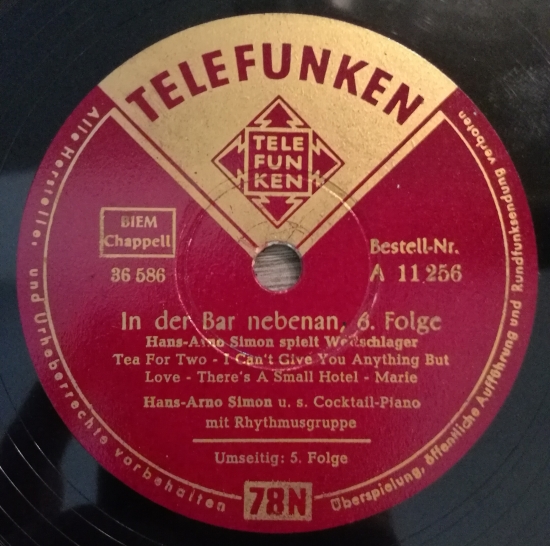 TELEFUNKEN
TELE
FUN
KEN
BIEM
Chappell
36 586
Bestell-Nr.
A 11 256
In der Bar nebenan, 6. Folge
Hans-Arno Simon spielt Weltschlager
Tea For Two - I Can't Give You Anything But
Love - There's A Small Hotel - Marie
Hans-Arno Simon u. s. Cocktail-Piano
mit Rhythmusgruppe
Umseitig: 5. Folge
78N
Alle Hersteller- und Urheberrechte vorbehalten
Überspielung, öffentliche Aufführung und Rundfunksendung verboten